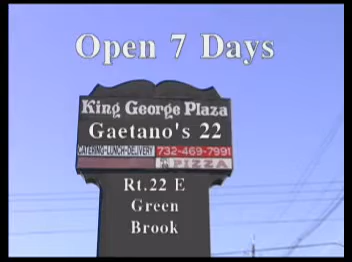 Open 7 Days
King George Plaza
Gaetano's 22
CATERING-LUNCH-DELIVERY 732-469-7991
PIZZA
Rt.22 E
Green
Brook